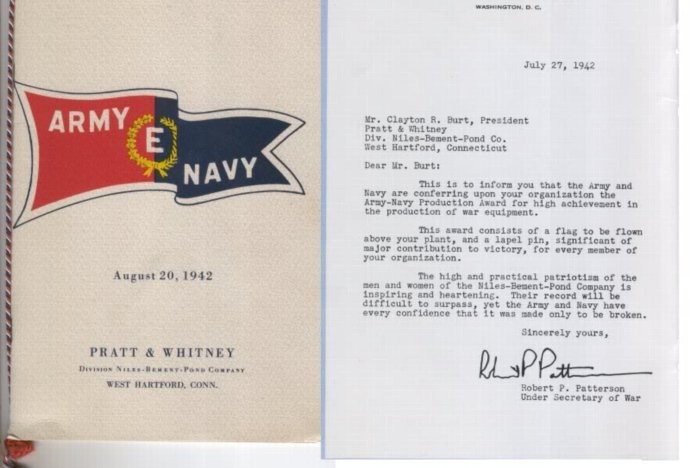 ARMY
E
NAVY
August 20, 1942
PRATT & WHITNEY
DIVISION NILES-BEMENT-POND COMPANY
WEST HARTFORD, CONN.
WASHINGTON, D. C.
July 27, 1942
Mr. Clayton R. Burt, President
Pratt & Whitney
Div. Niles-Bement-Pond Co.
West Hartford, Connecticut
Dear Mr. Burt:
This is to inform you that the Army and
Navy are conferring upon your organization the
Army-Navy Production Award for high achievement in
the production of war equipment.
This award consists of a flag to be flown
above your plant, and a lapel pin, significant of
major contribution to victory, for every member of
your organization.
The high and practical patriotism of the
men and women of the Niles-Bement-Pond Company is
inspiring and heartening. Their record will be
difficult to surpass, yet the Army and Navy have
every confidence that it was made only to be broken.
Sincerely yours,
Robert P. Patterson
Robert P. Patterson
Under Secretary of War